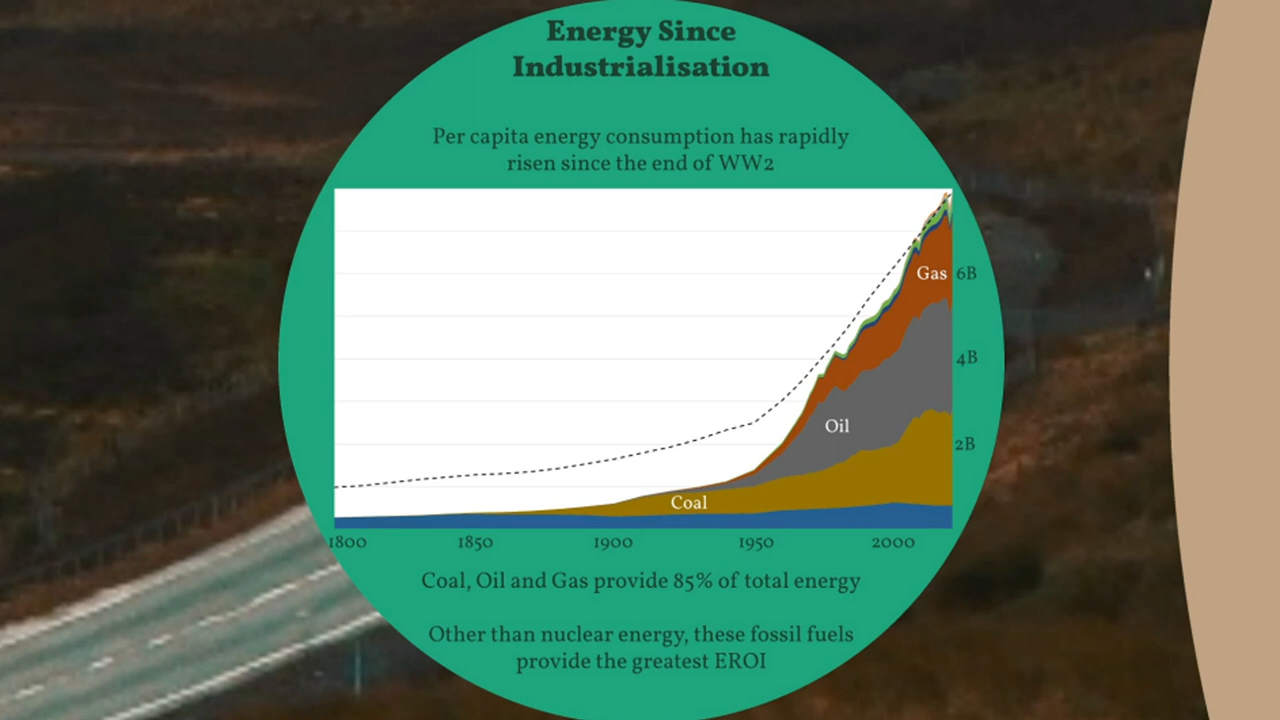 Energy Since
Industrialisation
Per capita energy consumption has rapidly
risen since the end of WW2
Gas
6B
4B
Oil
2B
Coal
1800 1850 1900 1950 2000
Coal, Oil and Gas provide 85% of total energy
Other than nuclear energy, these fossil fuels
provide the greatest EROI